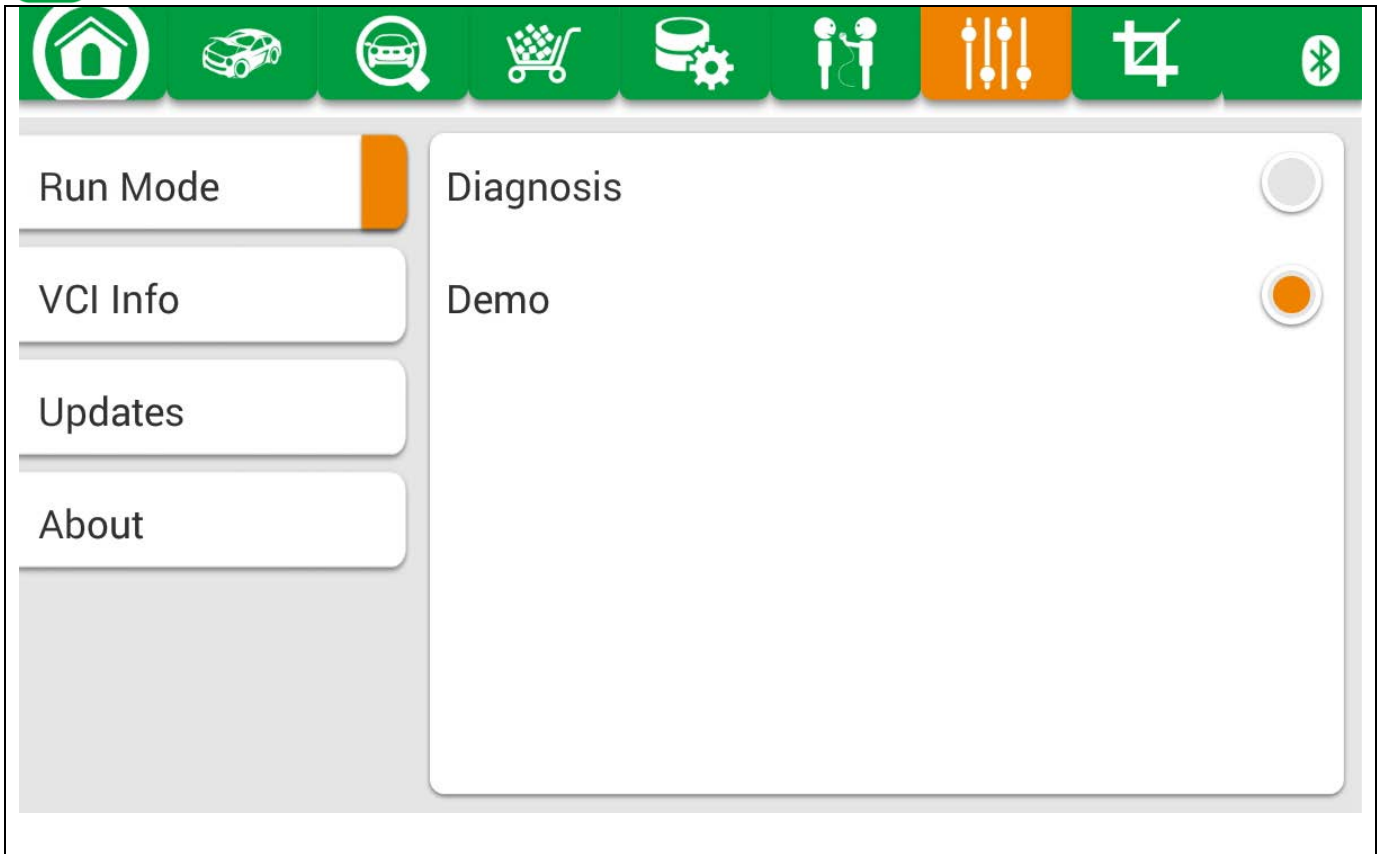 Run Mode
Diagnosis
VCI Info
Demo
Updates
About